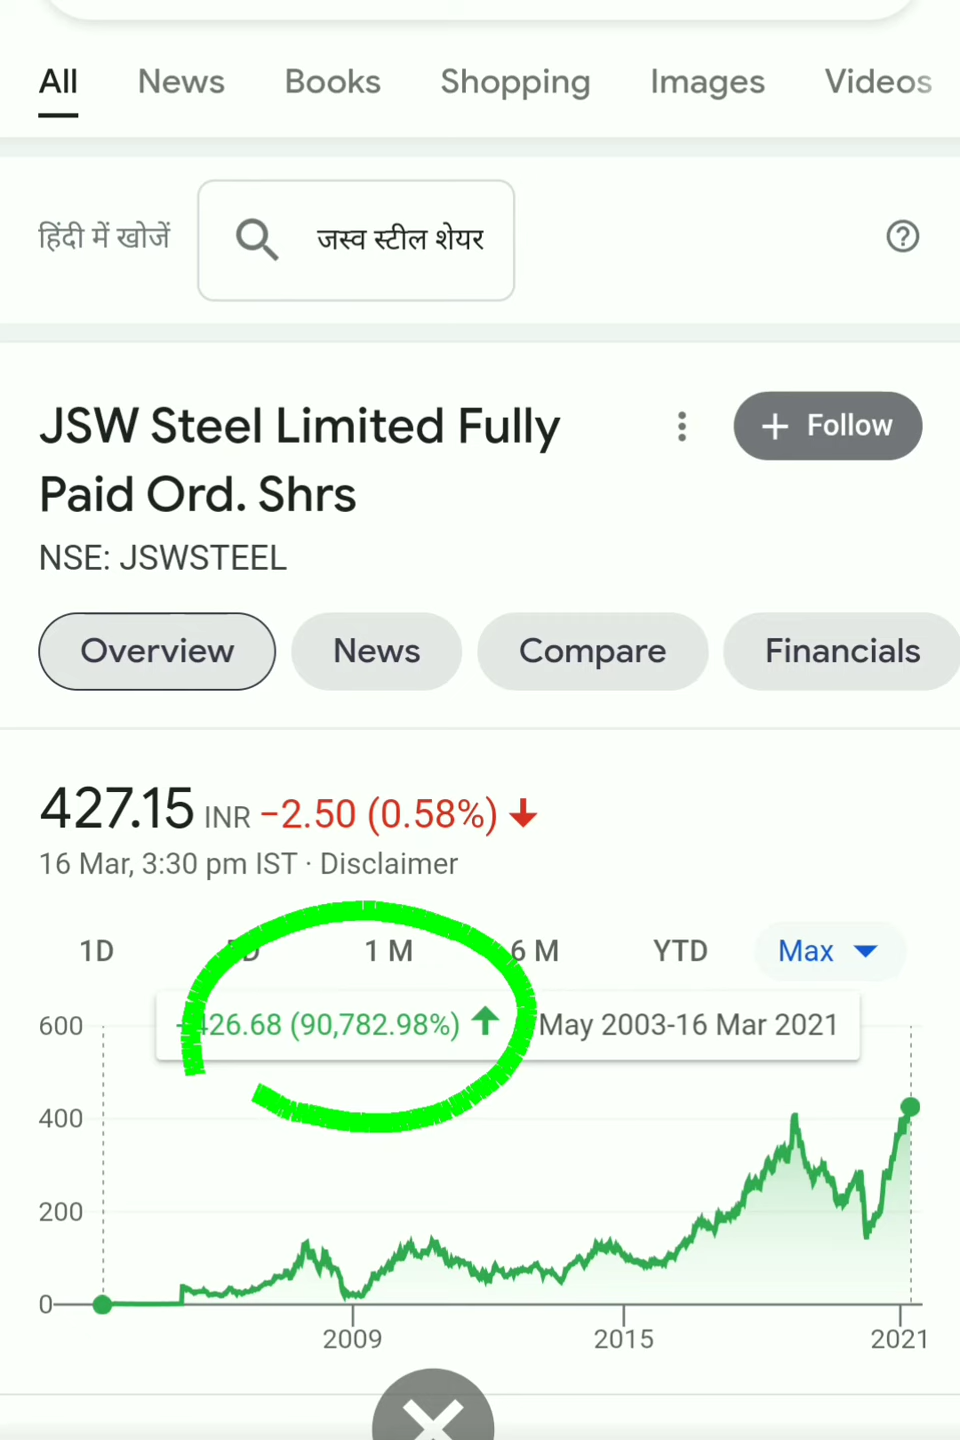 All News Books Shopping Images Videos
हिंदी में खोजें जस्व स्टील शेयर
JSW Steel Limited Fully
Paid Ord. Shrs
+ Follow
NSE: JSWSTEEL
Overview News Compare Financials
427.15 INR −2.50 (0.58%)
16 Mar, 3:30 pm IST · Disclaimer
1D 5D 1 M 6 M YTD Max
426.68 (90,782.98%) May 2003-16 Mar 2021
600
400
200
0
2009 2015 2021